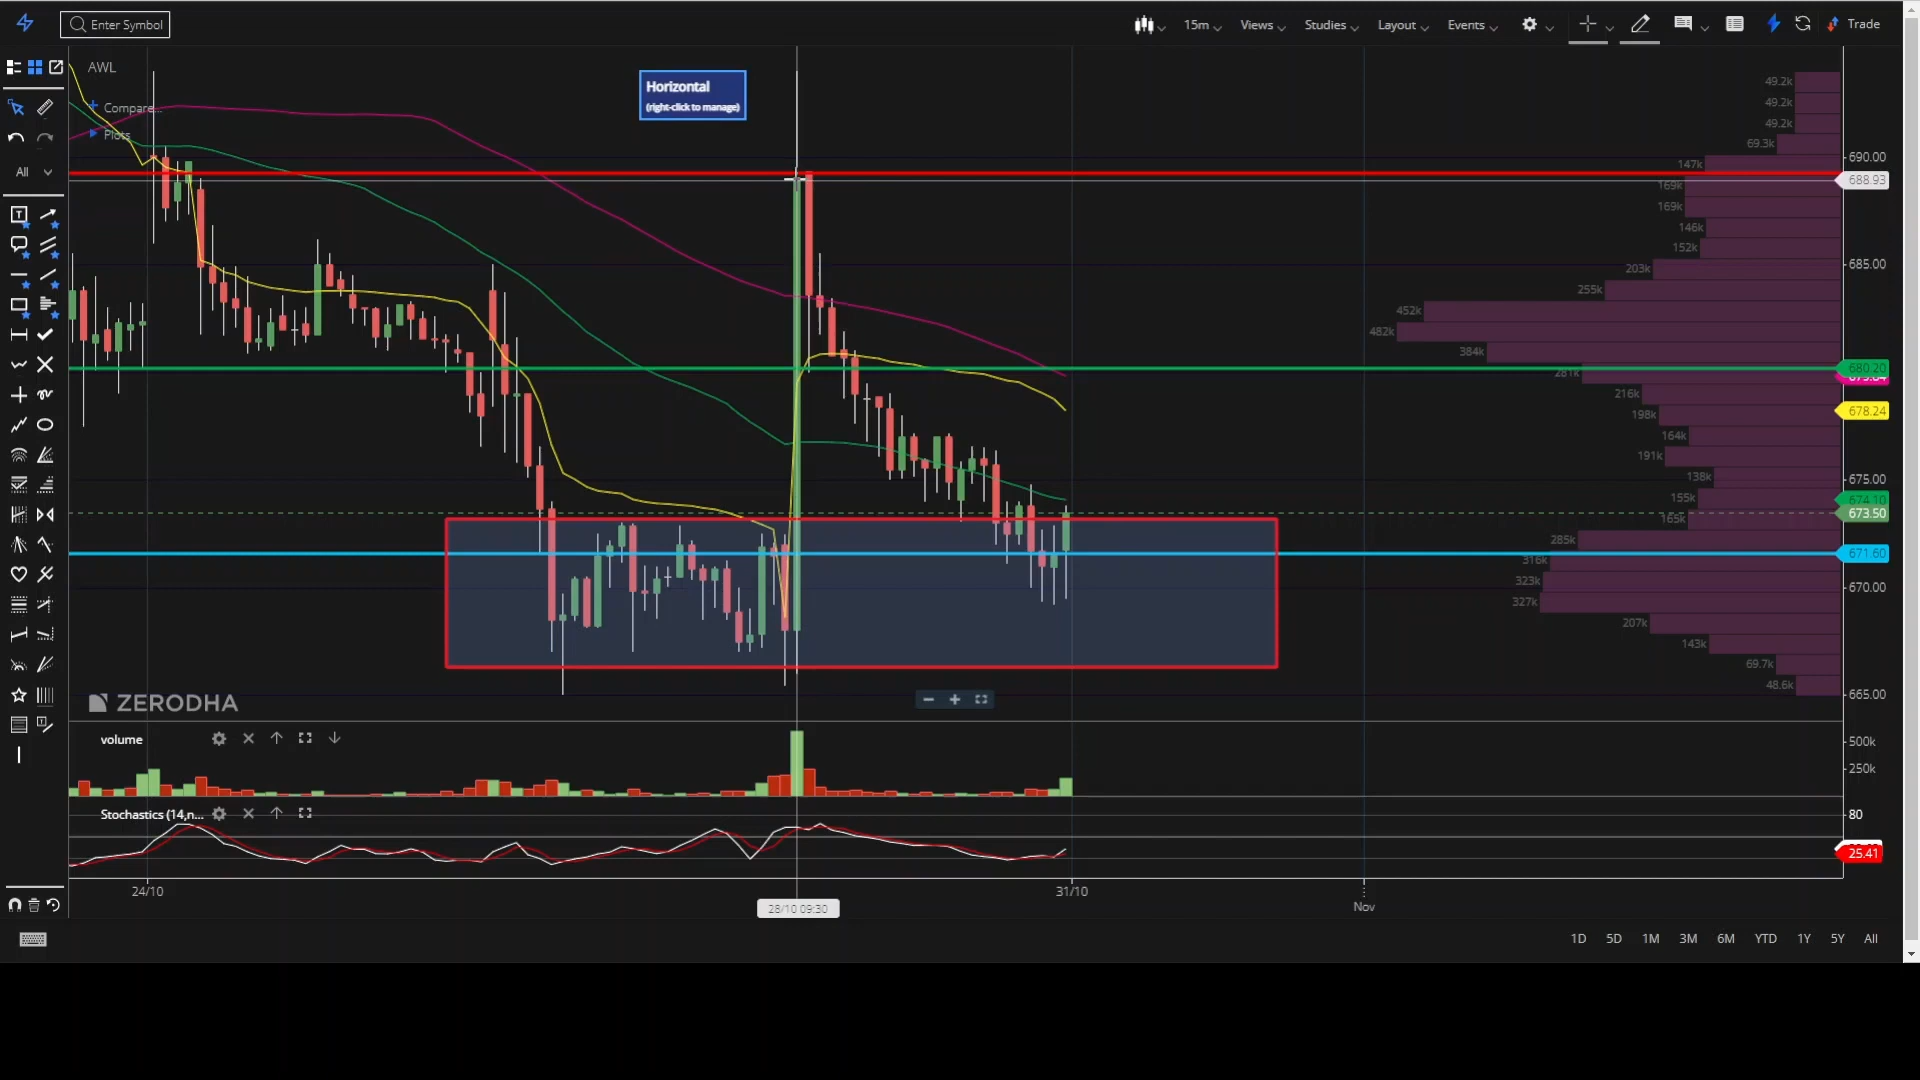 Enter Symbol
15m
Views
Studies
Layout
Events
Trade
AWL
Compare...
Plots
All
Horizontal
(right-click to manage)
49.2k
49.2k
49.2k
69.3k
147k
169k
169k
146k
152k
203k
255k
452k
482k
384k
281k
216k
198k
164k
191k
138k
155k
165k
285k
316k
323k
327k
207k
143k
69.7k
48.6k
690.00
688.93
685.00
680.20
678.24
675.00
674.10
673.50
671.60
670.00
665.00
ZERODHA
volume
500k
250k
Stochastics (14,n...
80
25.41
24/10
28/10 09:30
31/10
Nov
1D
5D
1M
3M
6M
YTD
1Y
5Y
All